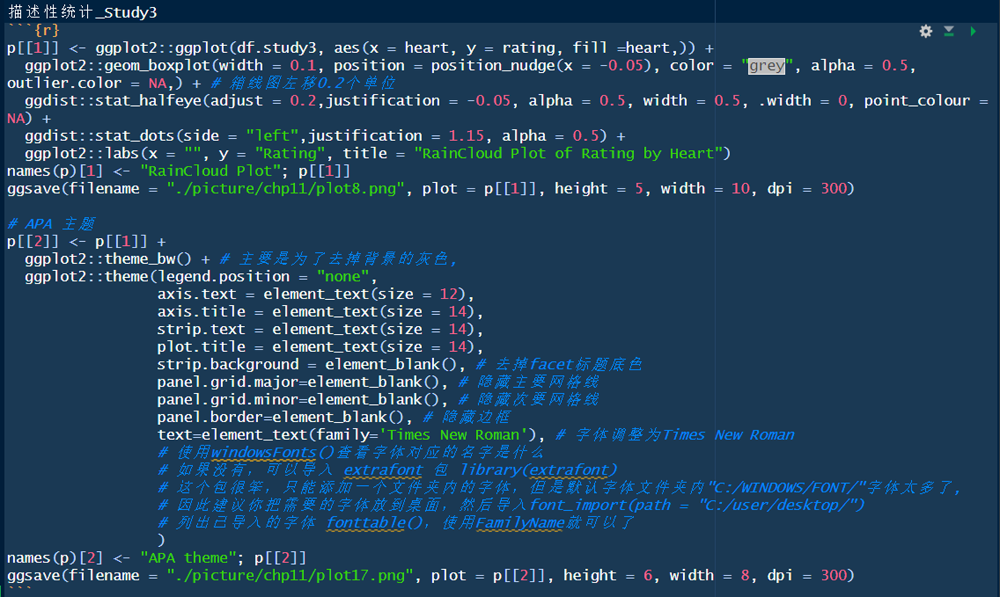 描述性统计_Study3
```{r}
p[[1]] <- ggplot2::ggplot(df.study3, aes(x = heart, y = rating, fill =heart,)) +
  ggplot2::geom_boxplot(width = 0.1, position = position_nudge(x = -0.05), color = "grey", alpha = 0.5,
outlier.color = NA,) + # 箱线图左移0.2个单位
  ggdist::stat_halfeye(adjust = 0.2,justification = -0.05, alpha = 0.5, width = 0.5, .width = 0, point_colour =
NA) +
  ggdist::stat_dots(side = "left",justification = 1.15, alpha = 0.5) +
  ggplot2::labs(x = "", y = "Rating", title = "RainCloud Plot of Rating by Heart")
names(p)[1] <- "RainCloud Plot"; p[[1]]
ggsave(filename = "./picture/chp11/plot8.png", plot = p[[1]], height = 5, width = 10, dpi = 300)
# APA 主题
p[[2]] <- p[[1]] +
  ggplot2::theme_bw() + # 主要是为了去掉背景的灰色,
  ggplot2::theme(legend.position = "none",
                 axis.text = element_text(size = 12),
                 axis.title = element_text(size = 14),
                 strip.text = element_text(size = 14),
                 plot.title = element_text(size = 14),
                 strip.background = element_blank(), # 去掉facet标题底色
                 panel.grid.major=element_blank(), # 隐藏主要网格线
                 panel.grid.minor=element_blank(), # 隐藏次要网格线
                 panel.border=element_blank(), # 隐藏边框
                 text=element_text(family='Times New Roman'), # 字体调整为Times New Roman
                 # 使用windowsFonts()查看字体对应的名字是什么
                 # 如果没有，可以导入 extrafont 包 library(extrafont)
                 # 这个包很笨，只能添加一个文件夹内的字体，但是默认字体文件夹内"C:/WINDOWS/FONT/"字体太多了,
                 # 因此建议你把需要的字体放到桌面，然后导入font_import(path = "C:/user/desktop/")
                 # 列出已导入的字体 fonttable()，使用FamilyName就可以了
                 )
names(p)[2] <- "APA theme"; p[[2]]
ggsave(filename = "./picture/chp11/plot17.png", plot = p[[2]], height = 6, width = 8, dpi = 300)
```